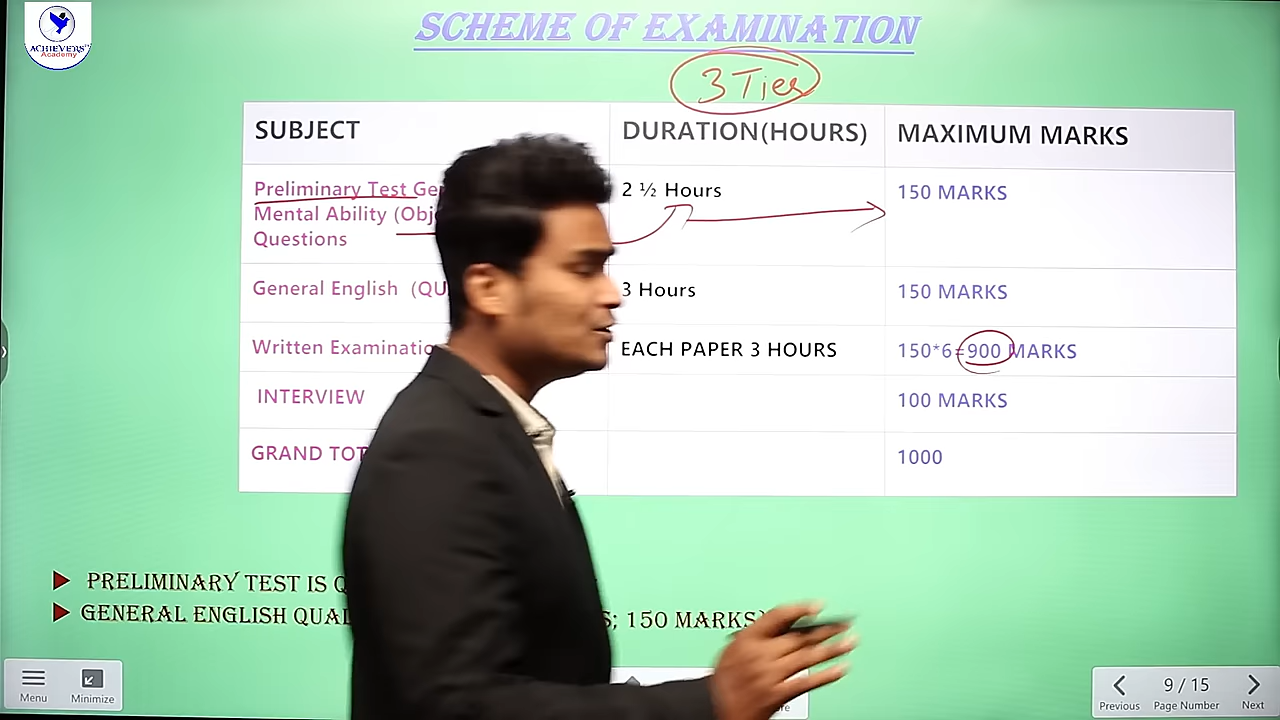 ACHIEVERS'
Academy
SCHEME OF EXAMINATION
3 Tier
SUBJECT DURATION(HOURS) MAXIMUM MARKS
Preliminary Test 2 ½ Hours 150 MARKS
Mental Ability
Questions
General English 3 Hours 150 MARKS
Written EACH PAPER 3 HOURS 150*6=900 MARKS
INTERVIEW 100 MARKS
GRAND 1000
PRELIMINARY TEST IS
GENERAL ENGLISH ; 150 MARKS)
Menu Minimize
Previous 9 / 15 Page Number Next